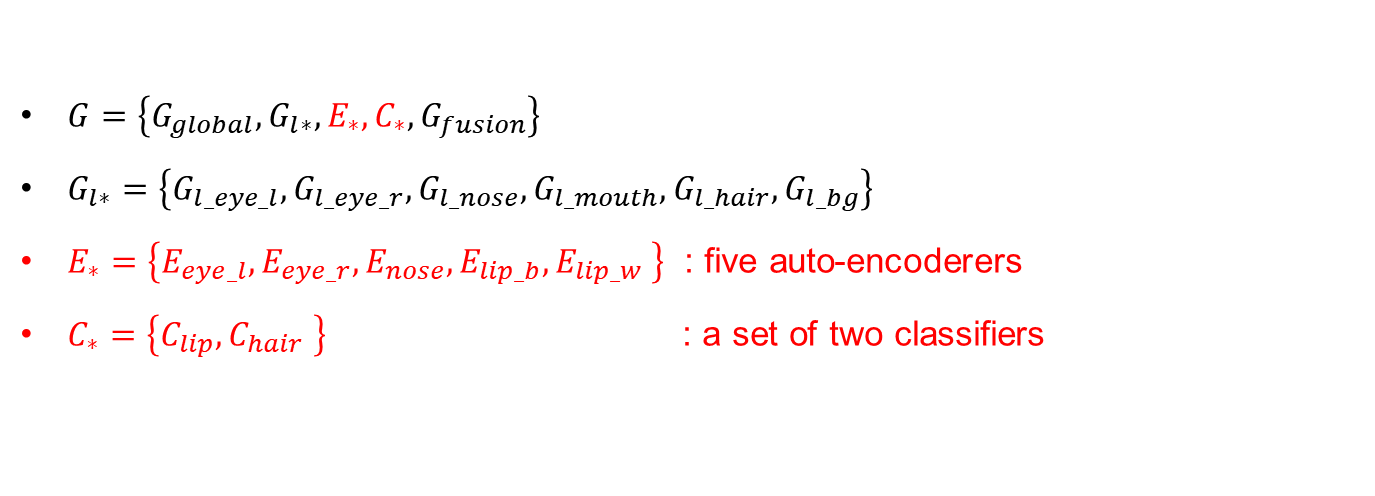 • G = {G_global, G_l∗, E_∗, C_∗, G_fusion}
• G_l∗ = {G_l_eye_l, G_l_eye_r, G_l_nose, G_l_mouth, G_l_hair, G_l_bg}
• E_∗ = {E_eye_l, E_eye_r, E_nose, E_lip_b, E_lip_w } : five auto-encoderers
• C_∗ = {C_lip, C_hair } : a set of two classifiers